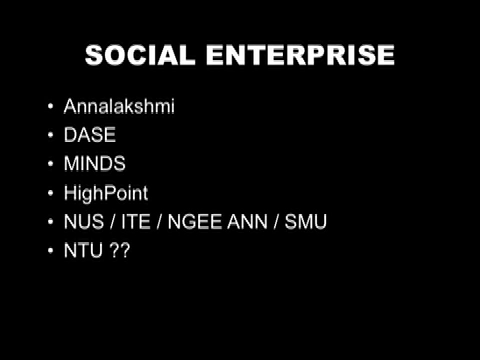 SOCIAL ENTERPRISE
• Annalakshmi
• DASE
• MINDS
• HighPoint
• NUS / ITE / NGEE ANN / SMU
• NTU ??